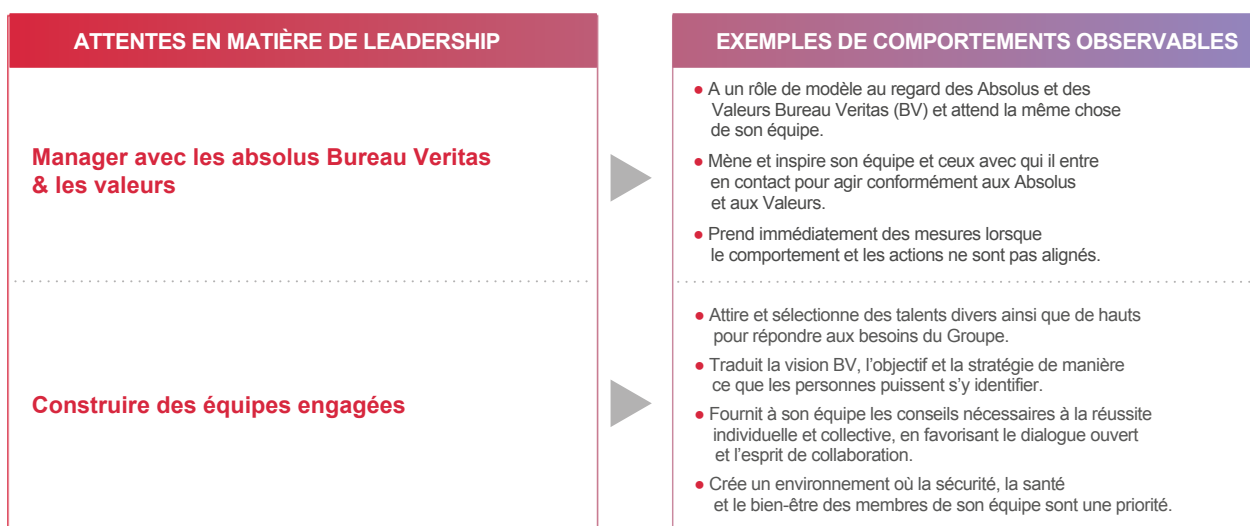 ATTENTES EN MATIÈRE DE LEADERSHIP
EXEMPLES DE COMPORTEMENTS OBSERVABLES
Manager avec les absolus Bureau Veritas
& les valeurs
● A un rôle de modèle au regard des Absolus et des
Valeurs Bureau Veritas (BV) et attend la même chose
de son équipe.
● Mène et inspire son équipe et ceux avec qui il entre
en contact pour agir conformément aux Absolus
et aux Valeurs.
● Prend immédiatement des mesures lorsque
le comportement et les actions ne sont pas alignés.
Construire des équipes engagées
● Attire et sélectionne des talents divers ainsi que de hauts
pour répondre aux besoins du Groupe.
● Traduit la vision BV, l’objectif et la stratégie de manière
ce que les personnes puissent s’y identifier.
● Fournit à son équipe les conseils nécessaires à la réussite
individuelle et collective, en favorisant le dialogue ouvert
et l’esprit de collaboration.
● Crée un environnement où la sécurité, la santé
et le bien-être des membres de son équipe sont une priorité.